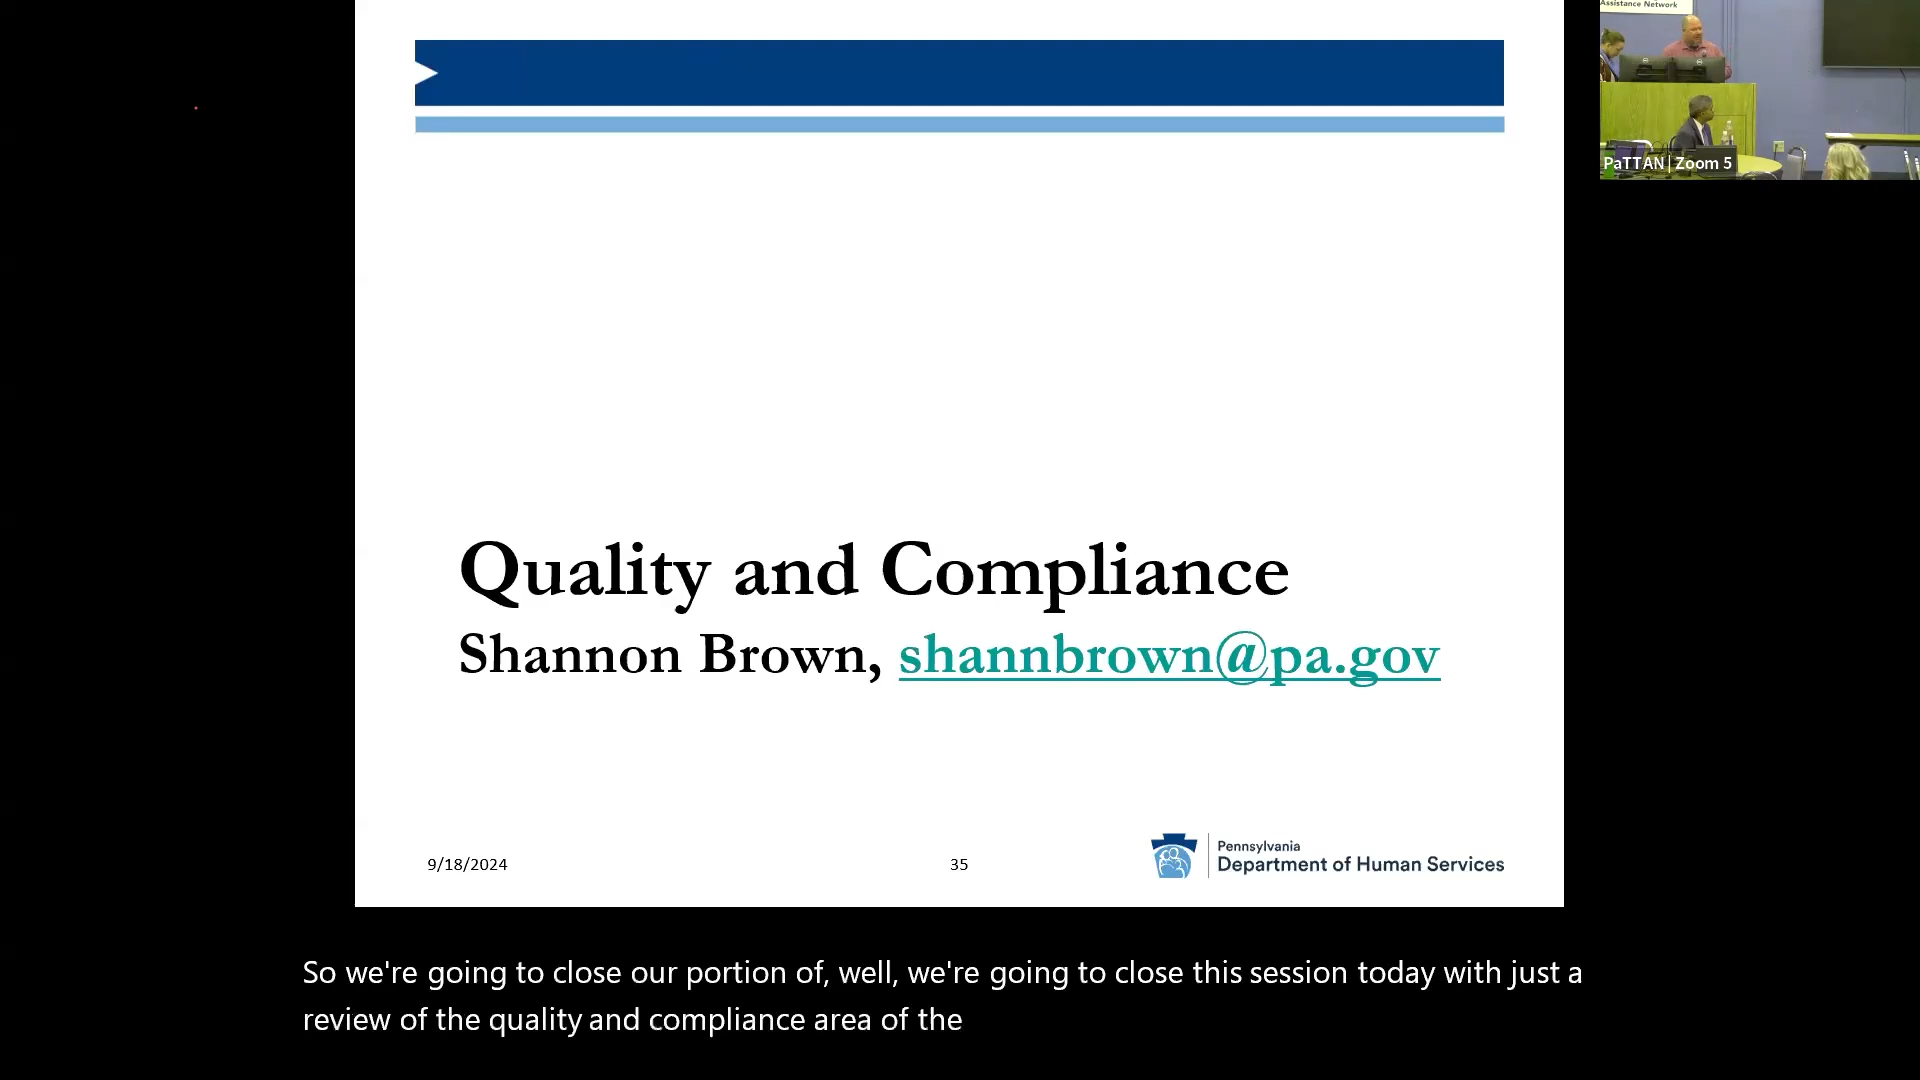 Assistance Network
PaTTAN | Zoom 5
Quality and Compliance
Shannon Brown, shannbrown@pa.gov
9/18/2024
35
Pennsylvania
Department of Human Services
So we're going to close our portion of, well, we're going to close this session today with just a
review of the quality and compliance area of the